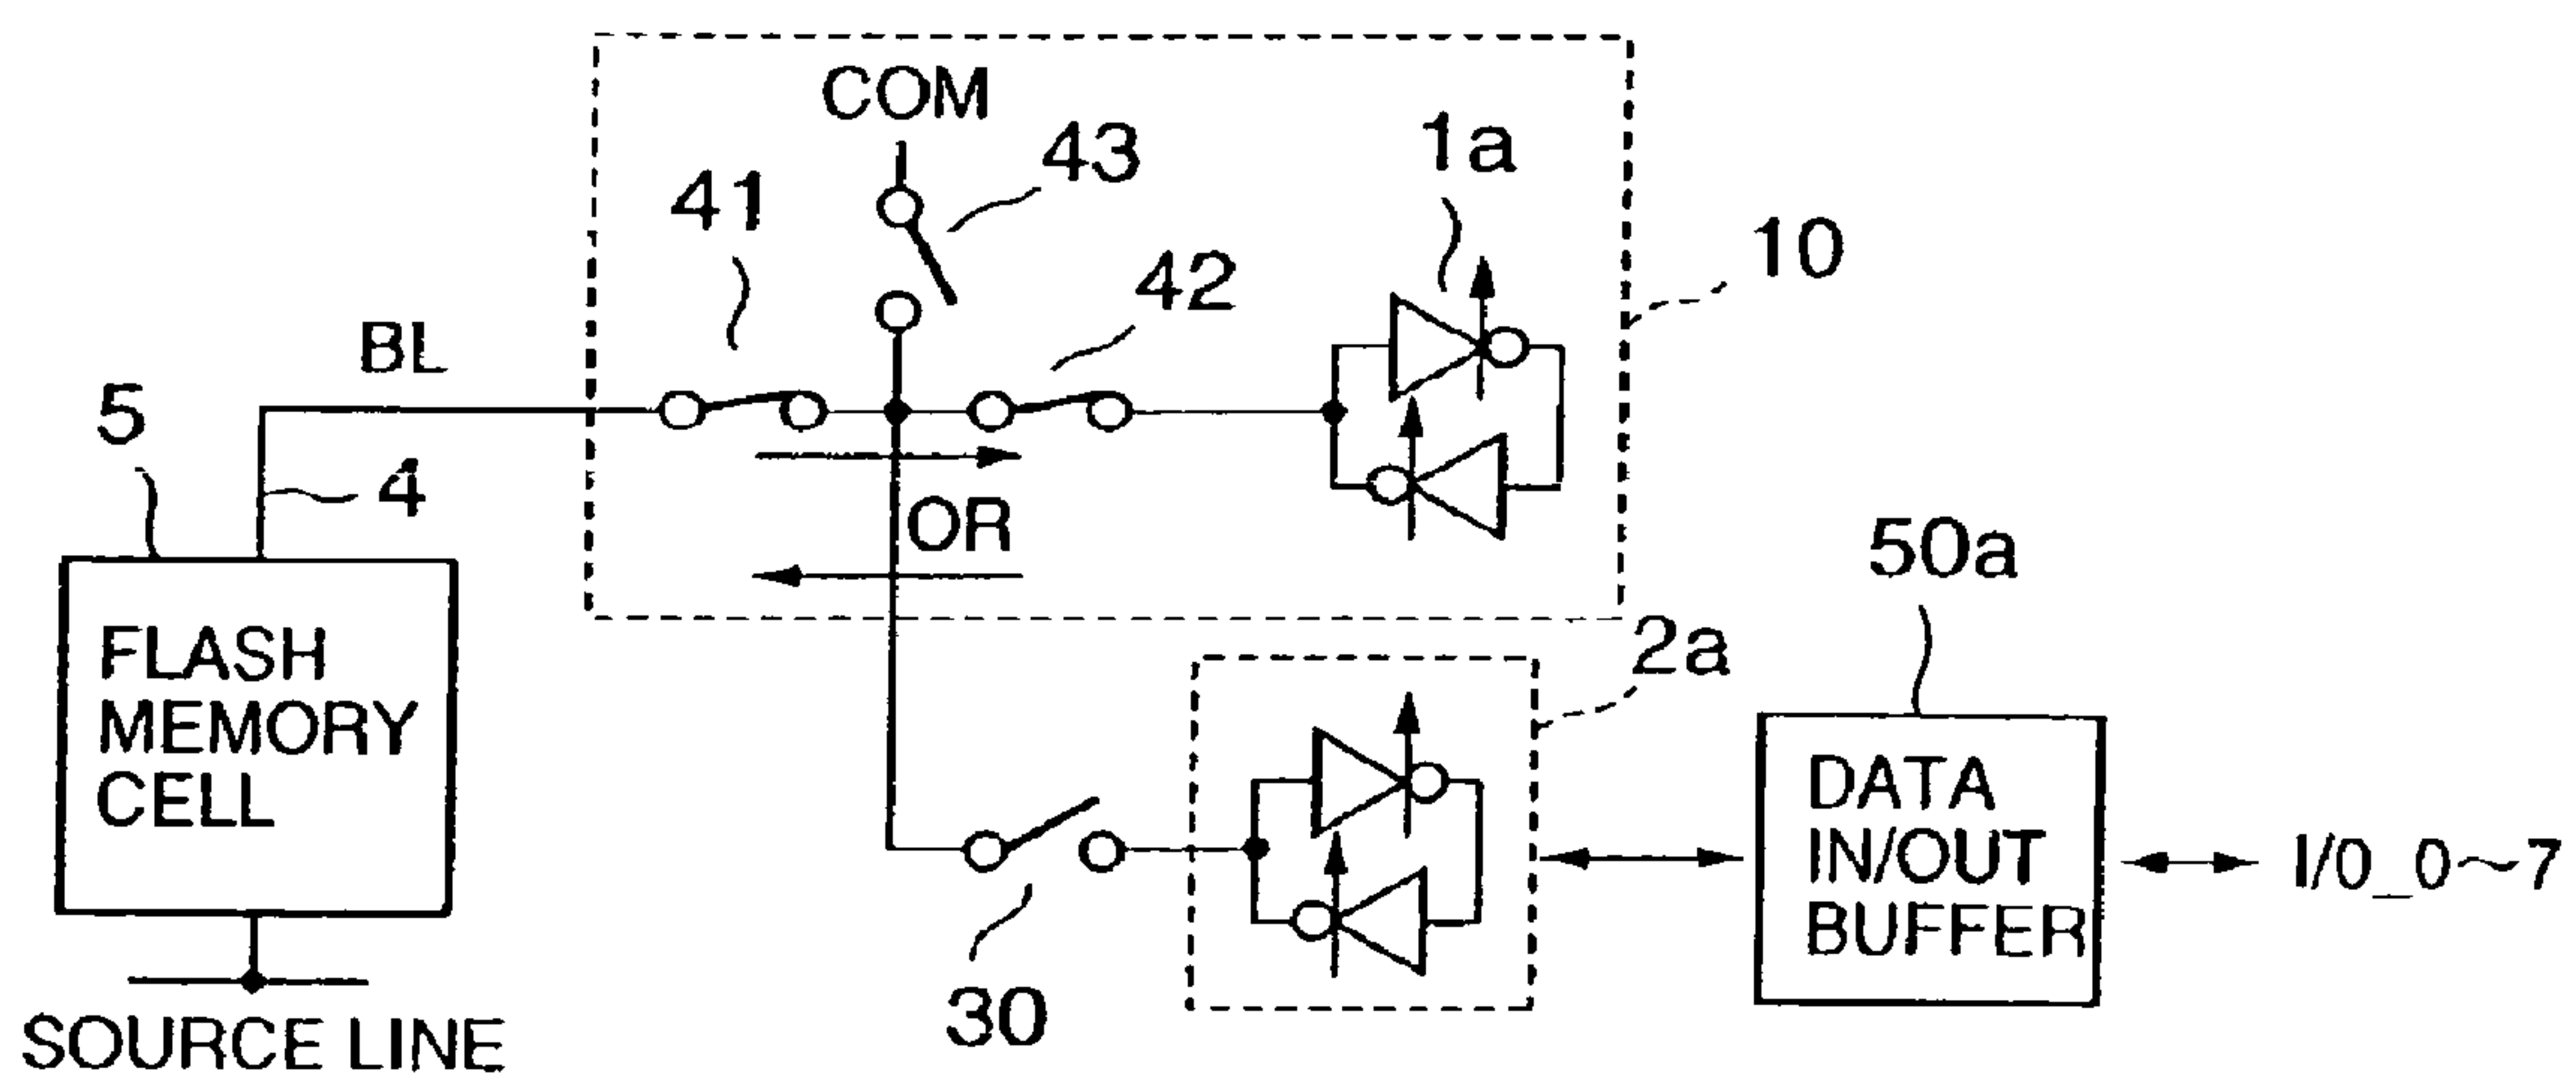 COM
43
41
1a
42
10
BL
5
4
OR
50a
FLASH
MEMORY
CELL
2a
DATA
IN/OUT
BUFFER
I/0_0~7
30
SOURCE LINE